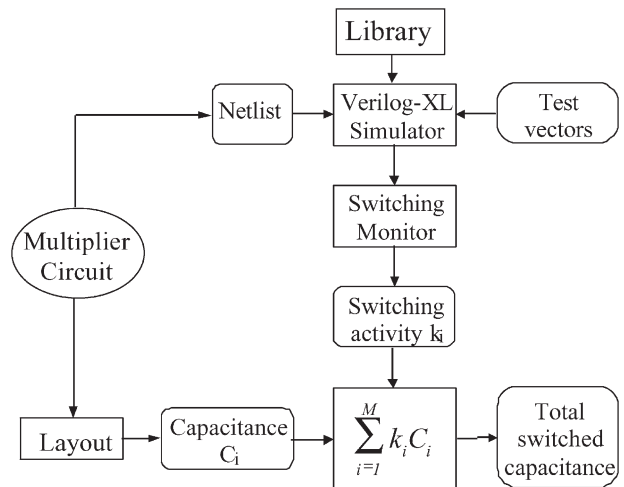 Library
Netlist
Verilog-XL
Simulator
Test
vectors
Switching
Monitor
Multiplier
Circuit
Switching
activity kᵢ
Layout
Capacitance
Cᵢ
M
∑ kᵢCᵢ
i=1
Total
switched
capacitance